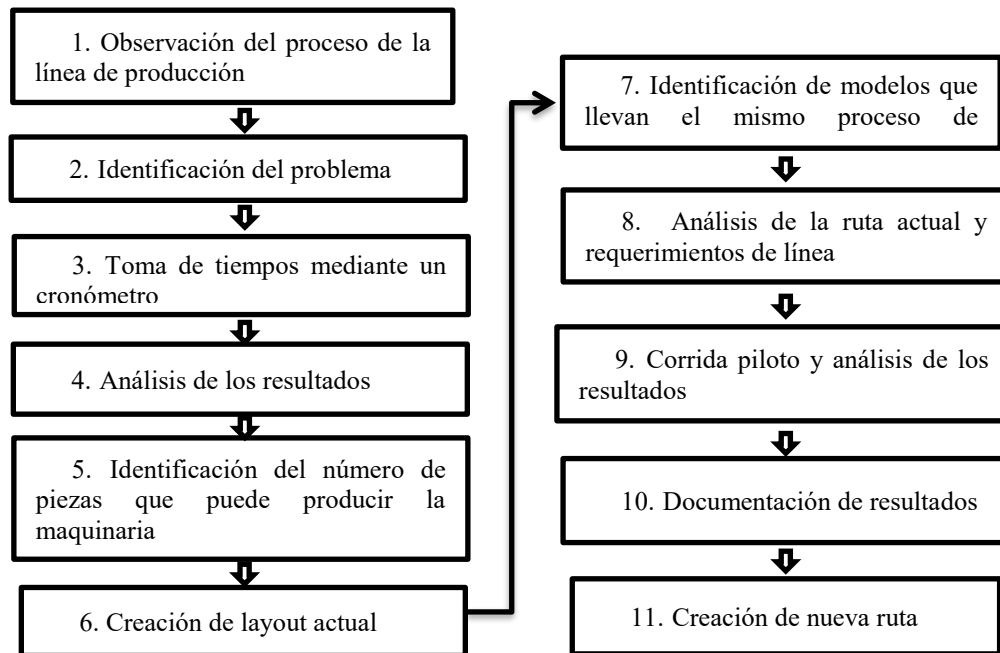 1. Observación del proceso de la
línea de producción
2. Identificación del problema
3. Toma de tiempos mediante un
cronómetro
4. Análisis de los resultados
5. Identificación del número de
piezas que puede producir la
maquinaria
6. Creación de layout actual
7. Identificación de modelos que
llevan el mismo proceso de
8. Análisis de la ruta actual y
requerimientos de línea
9. Corrida piloto y análisis de los
resultados
10. Documentación de resultados
11. Creación de nueva ruta